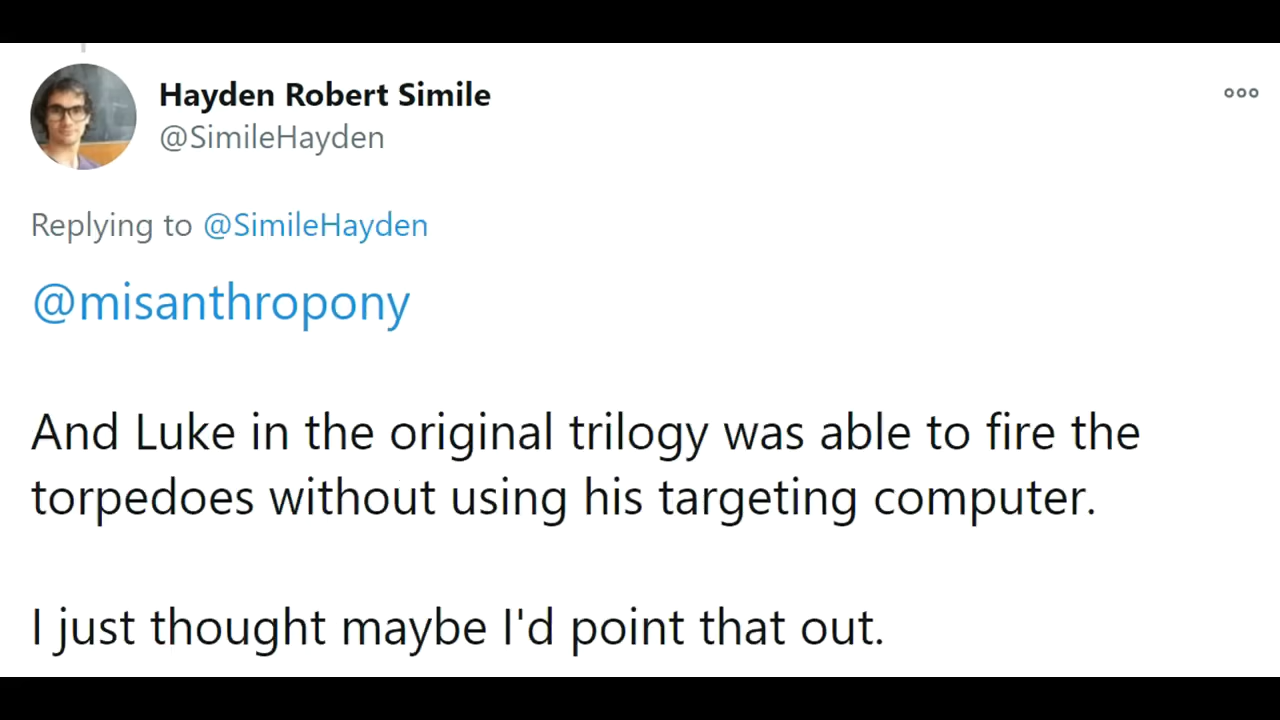 Hayden Robert Simile
@SimileHayden
Replying to @SimileHayden
@misanthropony
And Luke in the original trilogy was able to fire the
torpedoes without using his targeting computer.
I just thought maybe I'd point that out.